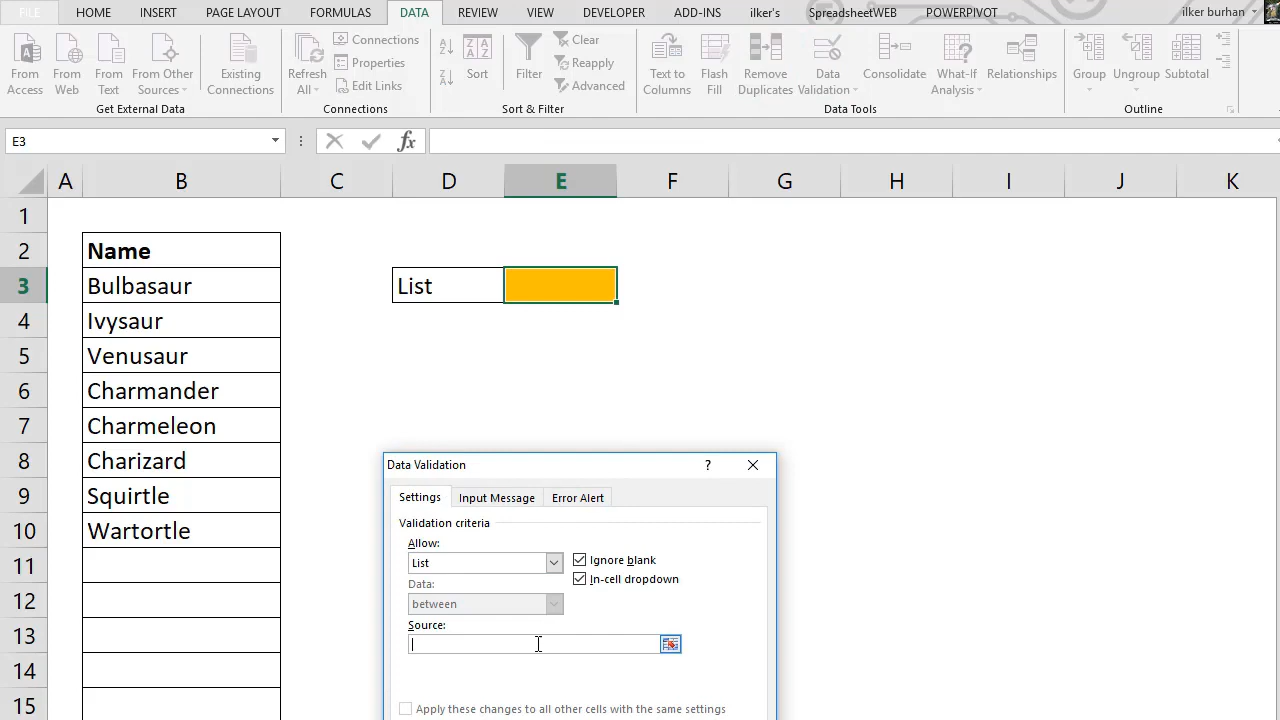 FILE HOME INSERT PAGE LAYOUT FORMULAS DATA REVIEW VIEW DEVELOPER ADD-INS ilker's SpreadsheetWEB POWERPIVOT ilker burhan
From Access
From Web
From Text
From Other Sources
Existing Connections
Refresh All
Connections
Properties
Edit Links
Sort
Filter
Clear
Reapply
Advanced
Text to Columns
Flash Fill
Remove Duplicates
Data Validation
Consolidate
What-If Analysis
Relationships
Group
Ungroup
Subtotal
Get External Data Connections Sort & Filter Data Tools Outline
E3 fx
A B C D E F G H I J K
1
2 Name
3 Bulbasaur List
4 Ivysaur
5 Venusaur
6 Charmander
7 Charmeleon
8 Charizard
9 Squirtle
10 Wartortle
11
12
13
14
15
Data Validation ?
Settings Input Message Error Alert
Validation criteria
Allow:
List Ignore blank
Data: In-cell dropdown
between
Source:
Apply these changes to all other cells with the same settings